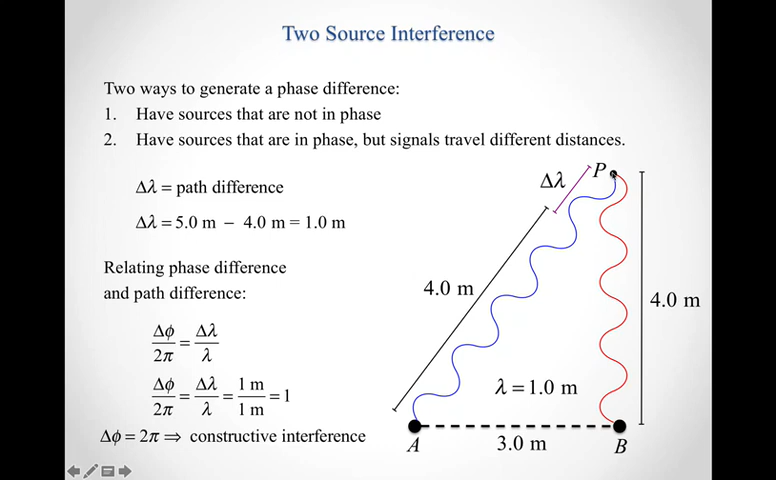 Two Source Interference
Two ways to generate a phase difference:
1. Have sources that are not in phase
2. Have sources that are in phase, but signals travel different distances.
Δλ = path difference
Δλ = 5.0 m − 4.0 m = 1.0 m
Relating phase difference
and path difference:
Δϕ/2π = Δλ/λ
Δϕ/2π = Δλ/λ = 1 m/1 m = 1
Δϕ = 2π ⇒ constructive interference
Δλ
P
4.0 m
4.0 m
λ = 1.0 m
A
3.0 m
B